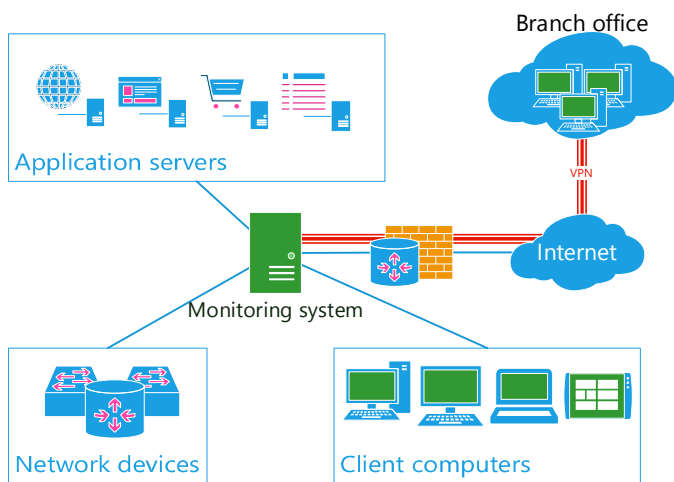 Branch office
Application servers
VPN
Internet
Monitoring system
Network devices
Client computers